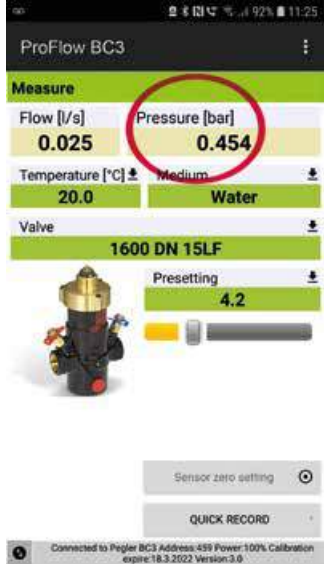 92% 11:25
ProFlow BC3
Measure
Flow [l/s] Pressure [bar]
0.025 0.454
Temperature [°C] Medium
20.0 Water
Valve
1600 DN 15LF
Presetting
4.2
Sensor zero setting
QUICK RECORD
Connected to Pegler BC3 Address:459 Power:100% Calibration
expire:18.3.2022 Version:3.0